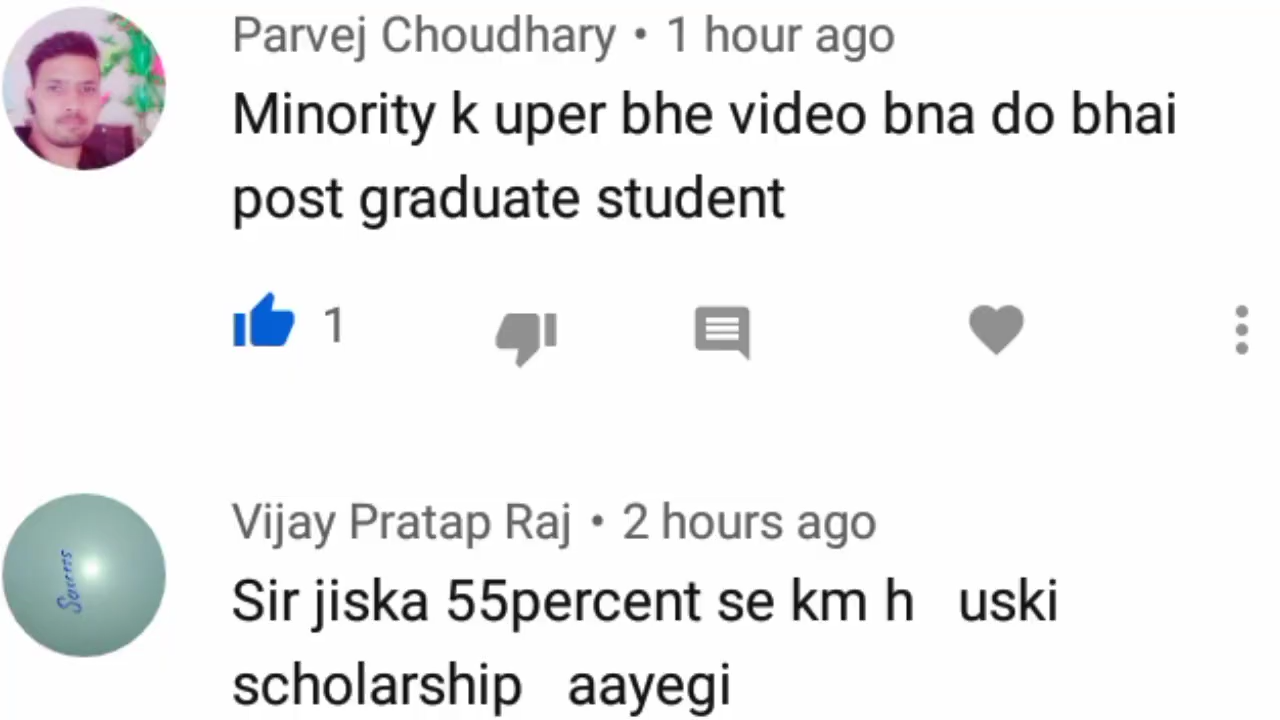 Parvej Choudhary • 1 hour ago
Minority k uper bhe video bna do bhai
post graduate student
1
Vijay Pratap Raj • 2 hours ago
Sir jiska 55percent se km h uski
scholarship aayegi